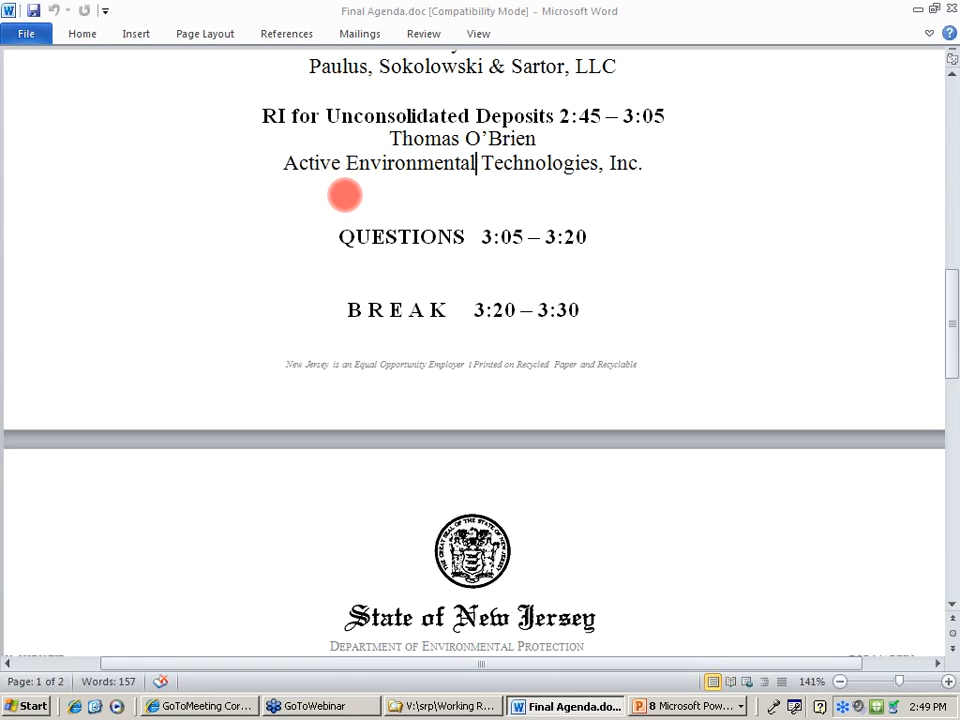 Final Agenda.doc [Compatibility Mode] - Microsoft Word
File Home Insert Page Layout References Mailings Review View
Paulus, Sokolowski & Sartor, LLC
RI for Unconsolidated Deposits 2:45 – 3:05
Thomas O’Brien
Active Environmental Technologies, Inc.
QUESTIONS 3:05 – 3:20
B R E A K 3:20 – 3:30
New Jersey is an Equal Opportunity Employer I Printed on Recycled Paper and Recyclable
State of New Jersey
DEPARTMENT OF ENVIRONMENTAL PROTECTION
Page: 1 of 2 Words: 157 141%
Start GoToMeeting Cor... GoToWebinar V:\srp\Working R... Final Agenda.do... 8 Microsoft Pow... 2:49 PM